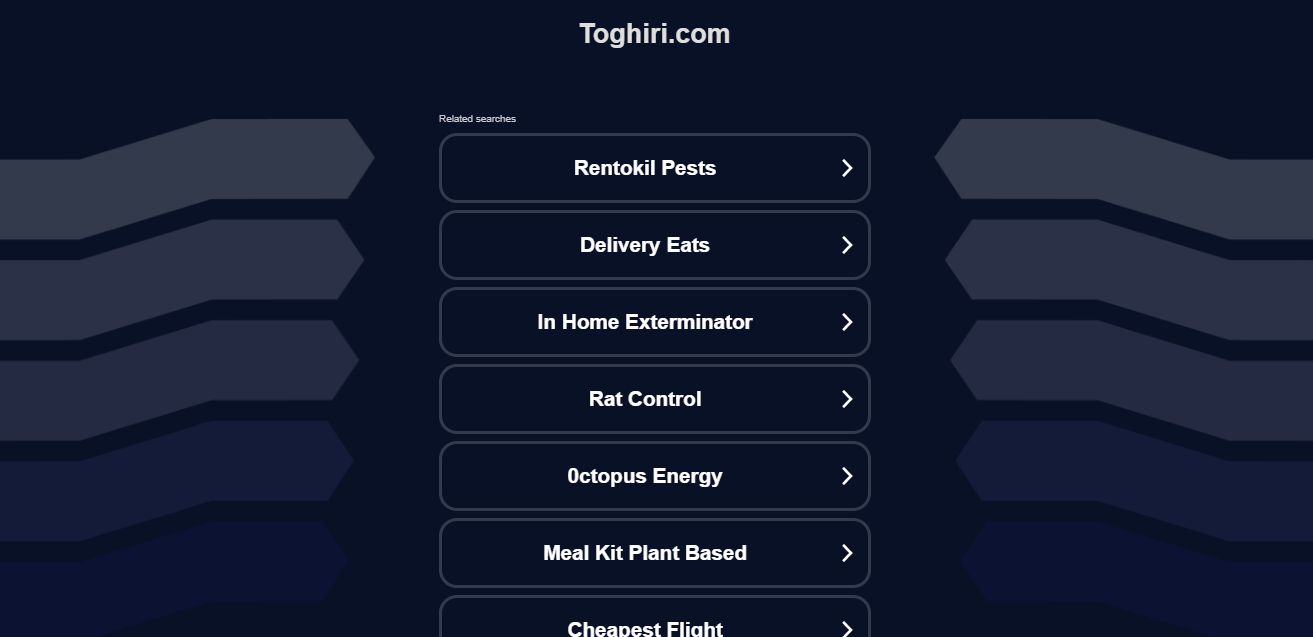 Toghiri.com
Related searches
Rentokil Pests
Delivery Eats
In Home Exterminator
Rat Control
0ctopus Energy
Meal Kit Plant Based
Cheapest Flight